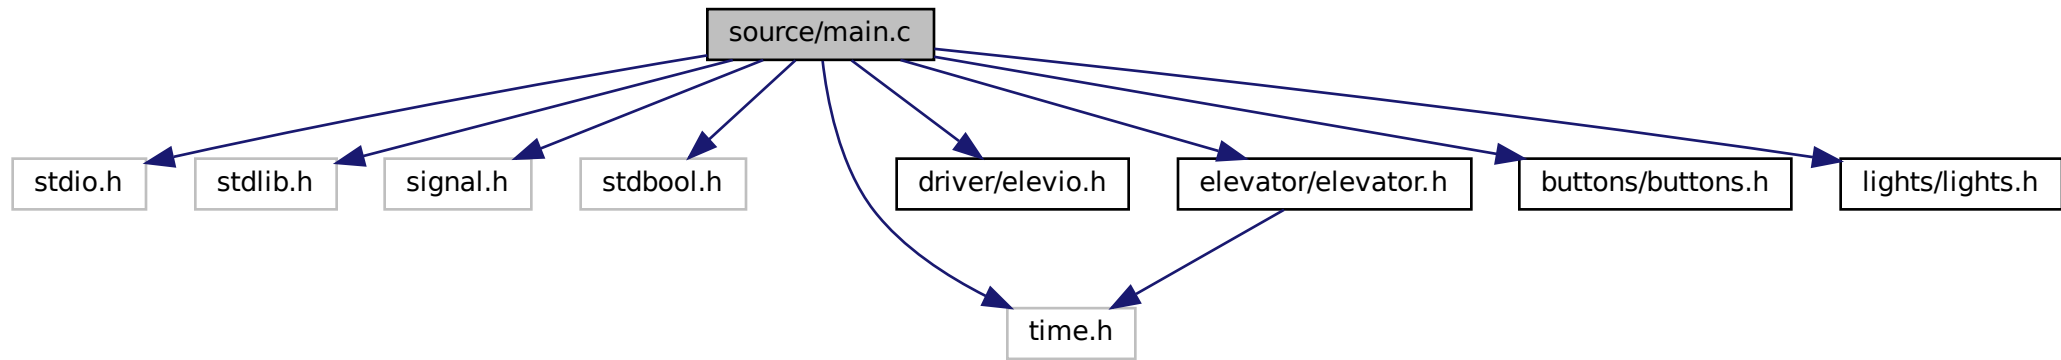 source/main.c
stdio.h
stdlib.h
signal.h
stdbool.h
driver/elevio.h
elevator/elevator.h
buttons/buttons.h
lights/lights.h
time.h